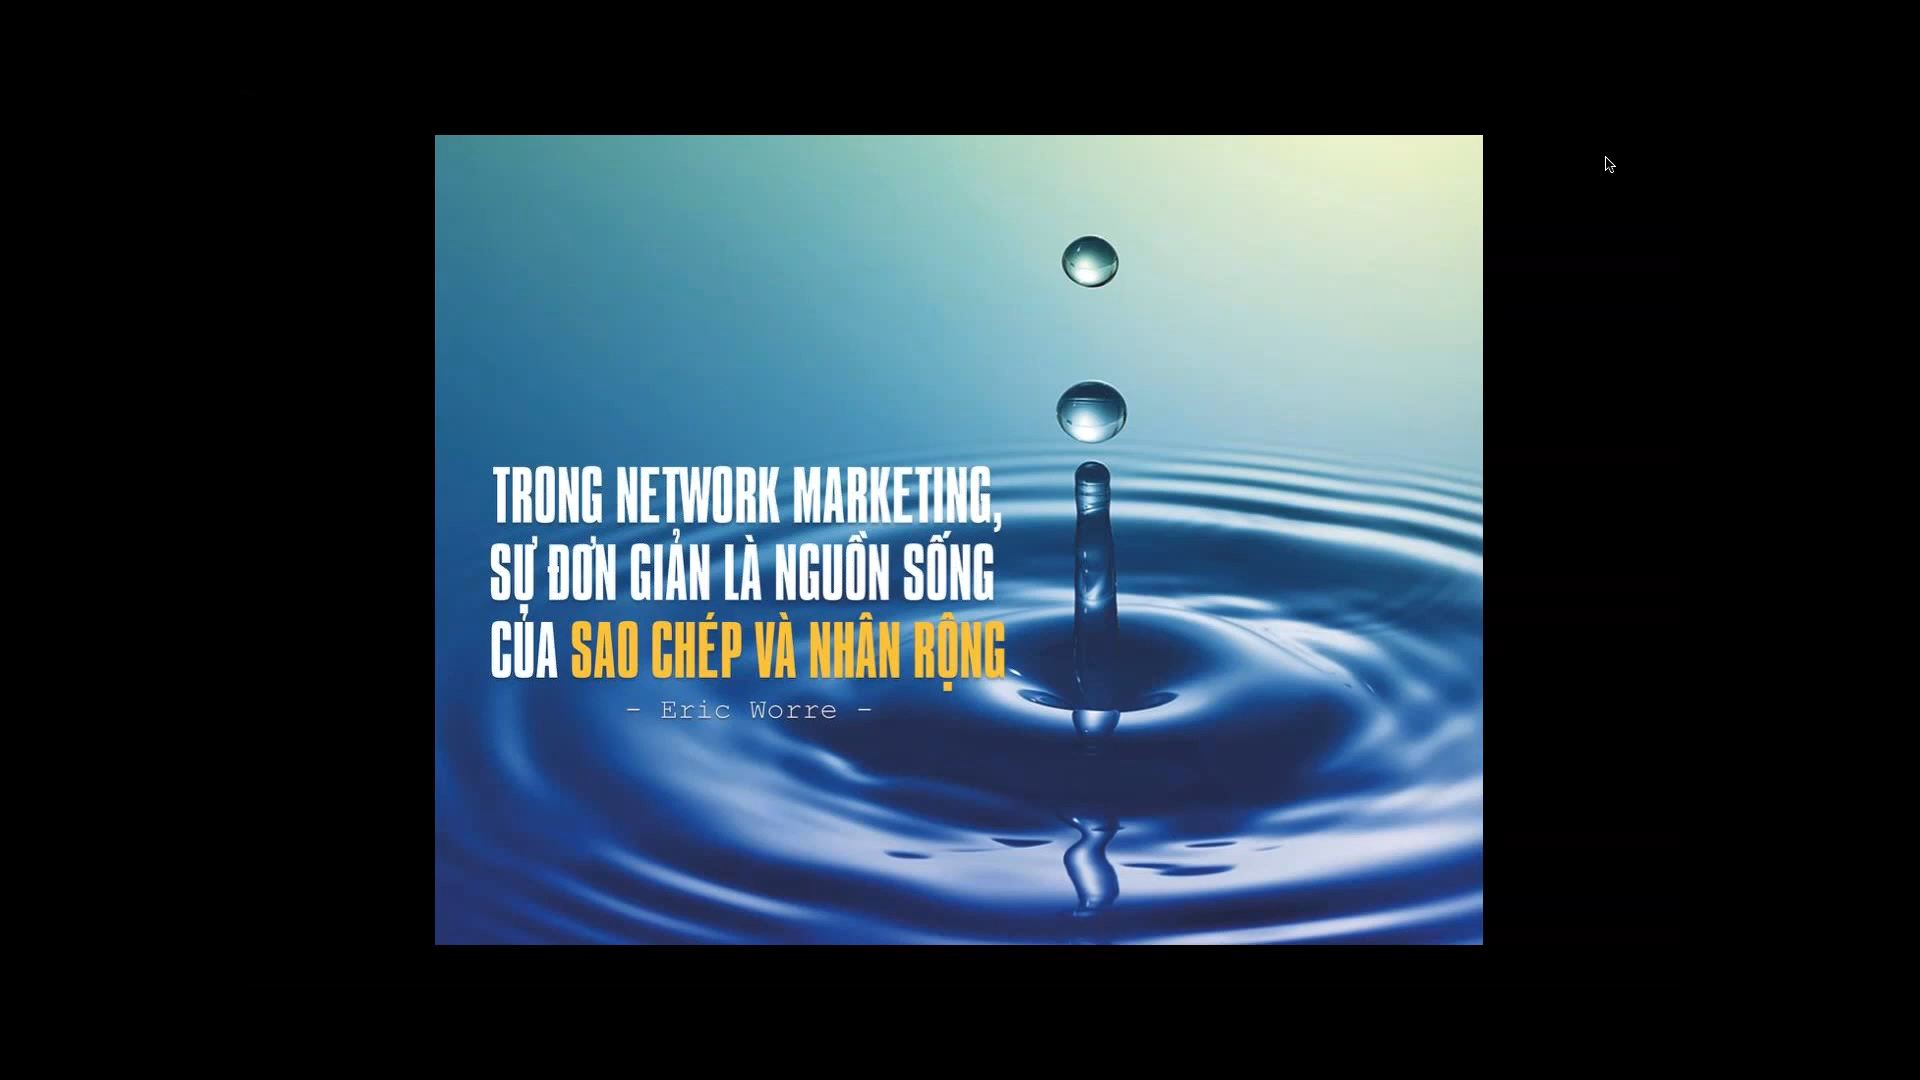 TRONG NETWORK MARKETING,
SỰ ĐƠN GIẢN LÀ NGUỒN SỐNG
CỦA SAO CHÉP VÀ NHÂN RỘNG
- Eric Worre -